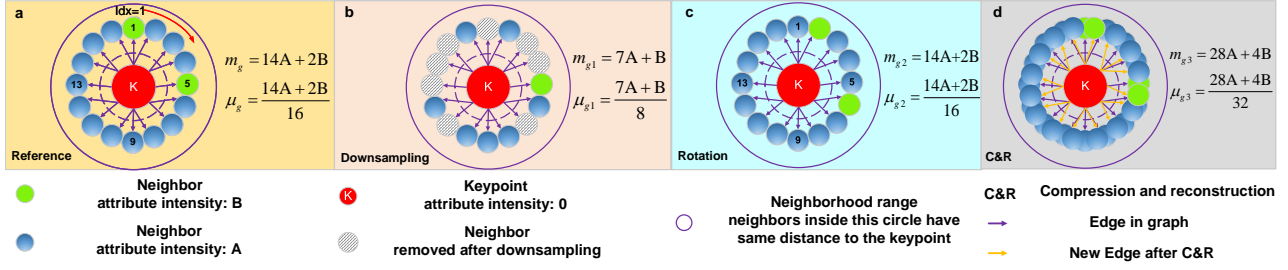 a
Idx=1
1
5
9
13
K
m_g = 14A + 2B
μ_g = (14A + 2B) / 16
Reference
b
K
m_g1 = 7A + B
μ_g1 = (7A + B) / 8
Downsampling
c
1
5
9
13
K
m_g2 = 14A + 2B
μ_g2 = (14A+2B) / 16
Rotation
d
K
m_g3 = 28A + 4B
μ_g3 = (28A + 4B) / 32
C&R
Neighbor
attribute intensity: B
Neighbor
attribute intensity: A
K
Keypoint
attribute intensity: 0
Neighbor
removed after downsampling
Neighborhood range
neighbors inside this circle have
same distance to the keypoint
C&R Compression and reconstruction
Edge in graph
New Edge after C&R